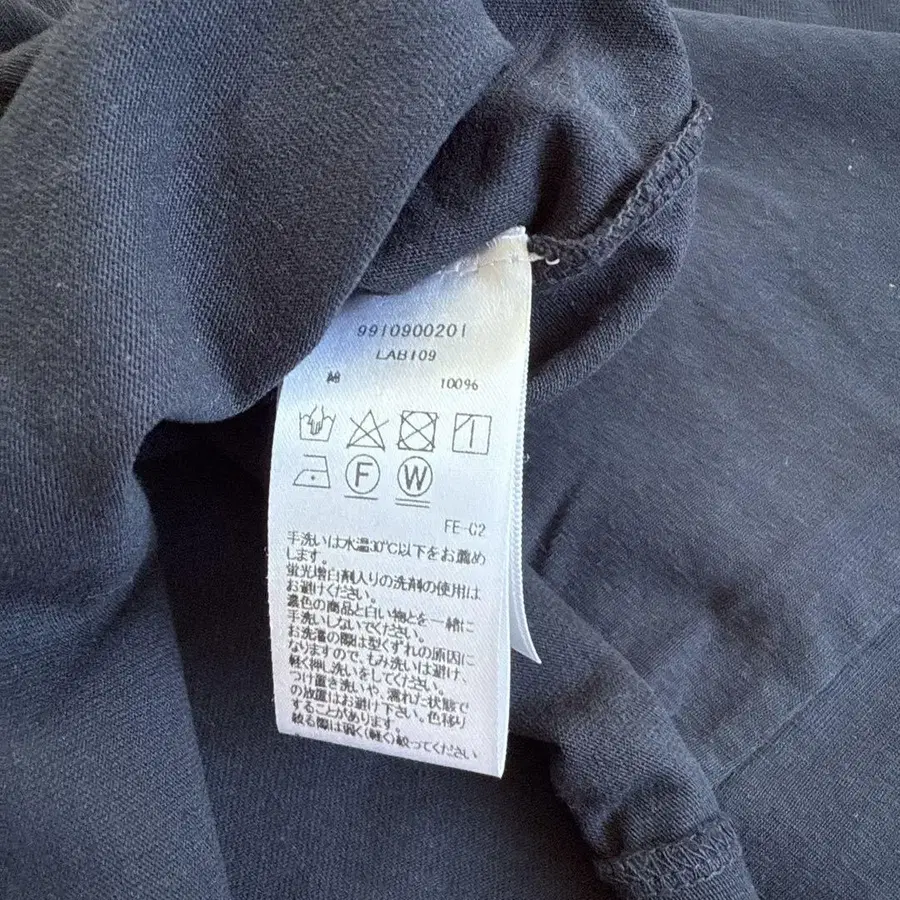 9910900201
LAB109
綿 100%
F W
FE-C2
手洗いは水温30℃以下をお薦め
します。
蛍光増白剤入りの洗剤の使用は
お避けください。
濃色の商品と白い物とを一緒に
手洗いしないでください。
お洗濯の際は型くずれの原因に
なりますので、もみ洗いは避け、
軽く押し洗いをしてください。
つけ置き洗いや、濡れた状態で
の放置はお避け下さい。色移り
することがあります。
絞る際は弱く(軽く)絞ってください